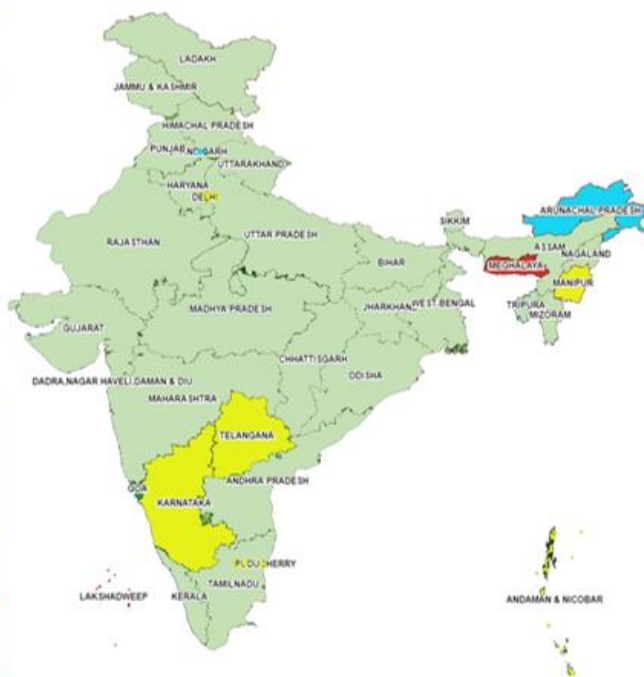 LADAKH
JAMMU & KASHMIR
HIMACHAL PRADESH
PUNJAB
UTTARAKHAND
HARYANA
DELHI
ARUNACHAL PRADESH
SIKKIM
UTTAR PRADESH
RAJASTHAN
ASSAM
NAGALAND
BIHAR
MEGHALAYA
MANIPUR
MADHYA PRADESH
JHARKHAND
WEST BENGAL
TRIPURA
MIZORAM
GUJARAT
CHHATTISGARH
ODISHA
DADRA,NAGAR HAVELI,DAMAN & DIU
MAHARASHTRA
TELANGANA
ANDHRA PRADESH
GOA
KARNATAKA
PUDUCHERRY
TAMILNADU
LAKSHADWEEP
KERALA
ANDAMAN & NICOBAR